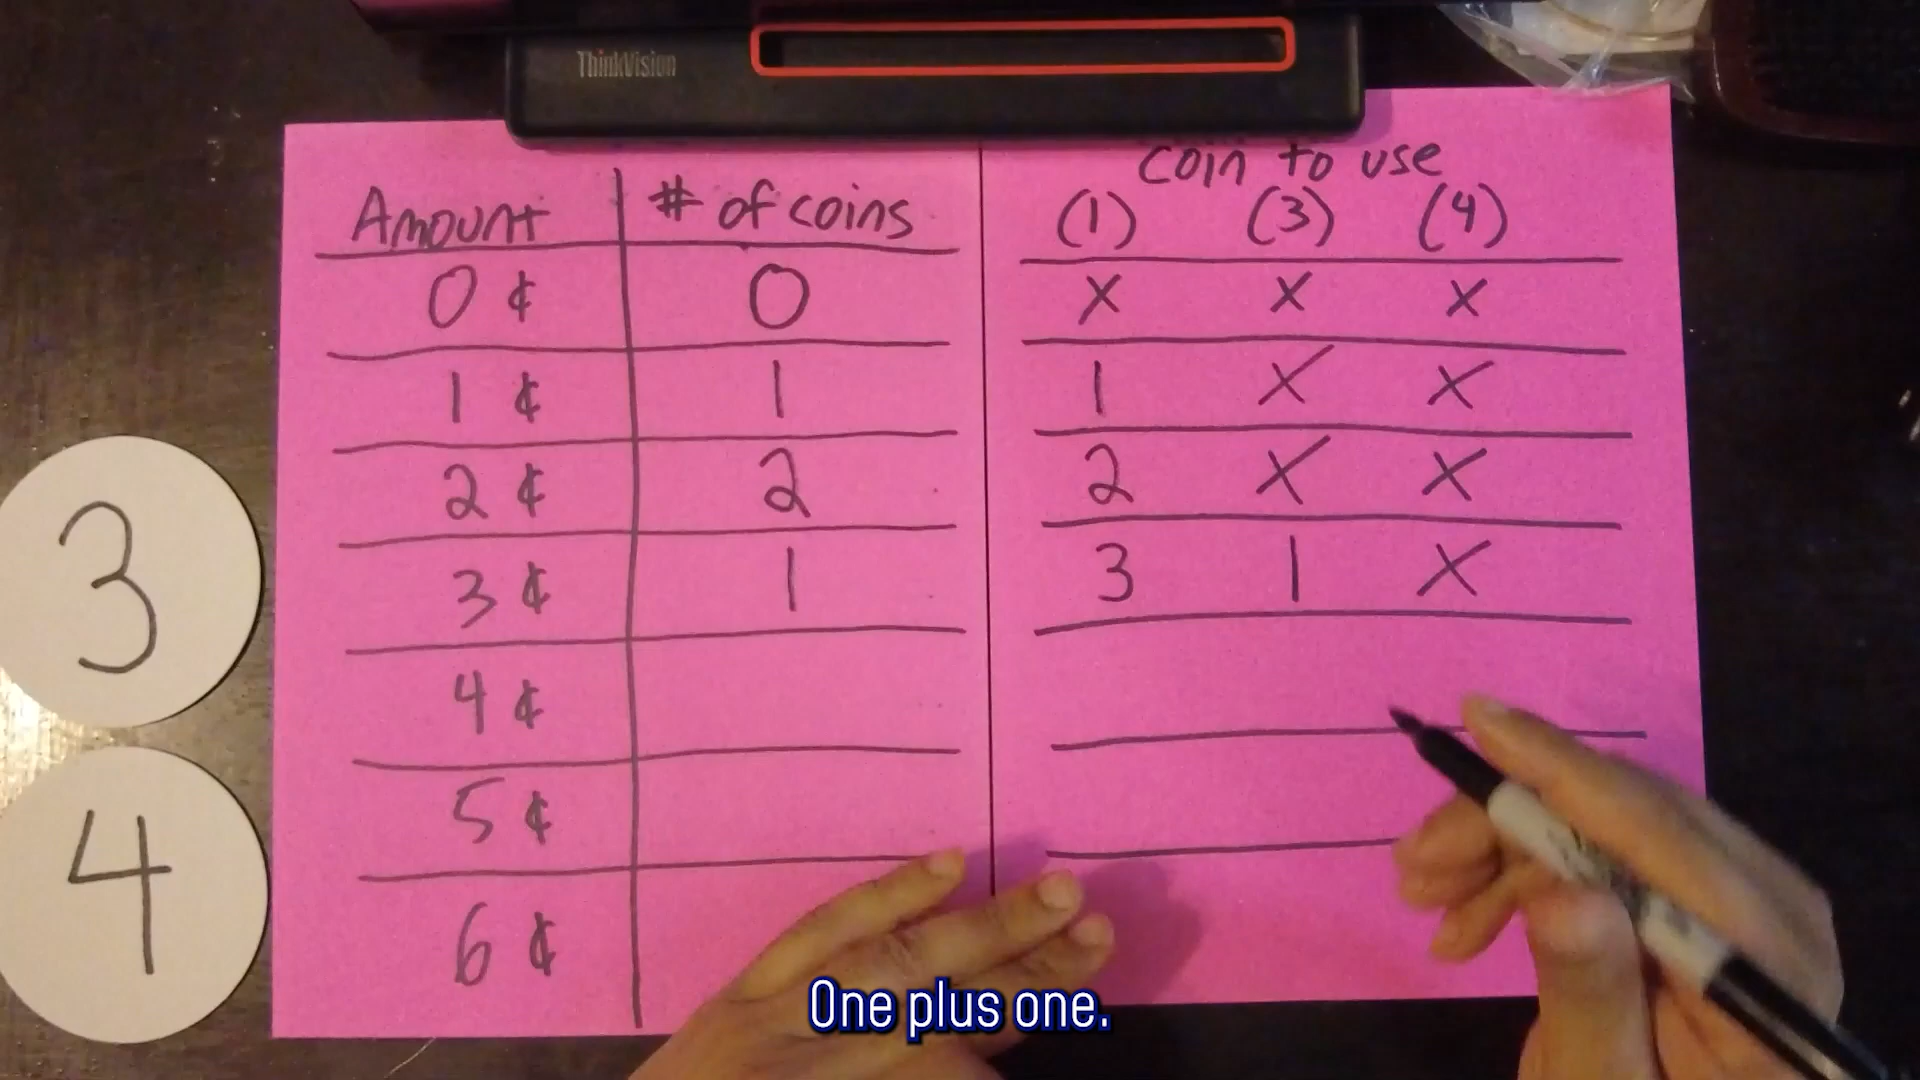 ThinkVision
coin to use
Amount # of coins (1) (3) (4)
0 ¢ 0 x x x
1 ¢ 1 1 X X
2 ¢ 2 2 X X
3 ¢ 1 3 1 X
4 ¢
5 ¢
6 ¢
3
4
One plus one.